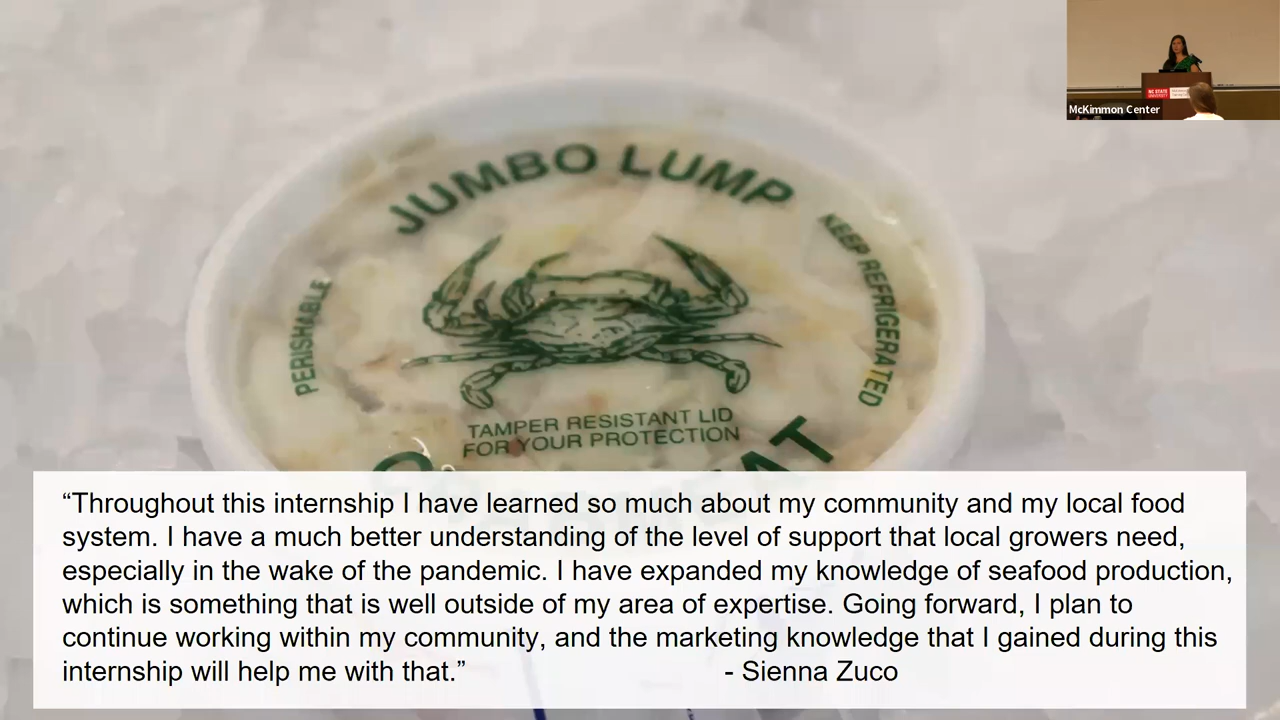 JUMBO LUMP
PERISHABLE
KEEP REFRIGERATED
TAMPER RESISTANT LID
FOR YOUR PROTECTION
NC STATE
UNIVERSITY
McKimmon Center
“Throughout this internship I have learned so much about my community and my local food
system. I have a much better understanding of the level of support that local growers need,
especially in the wake of the pandemic. I have expanded my knowledge of seafood production,
which is something that is well outside of my area of expertise. Going forward, I plan to
continue working within my community, and the marketing knowledge that I gained during this
internship will help me with that.” - Sienna Zuco